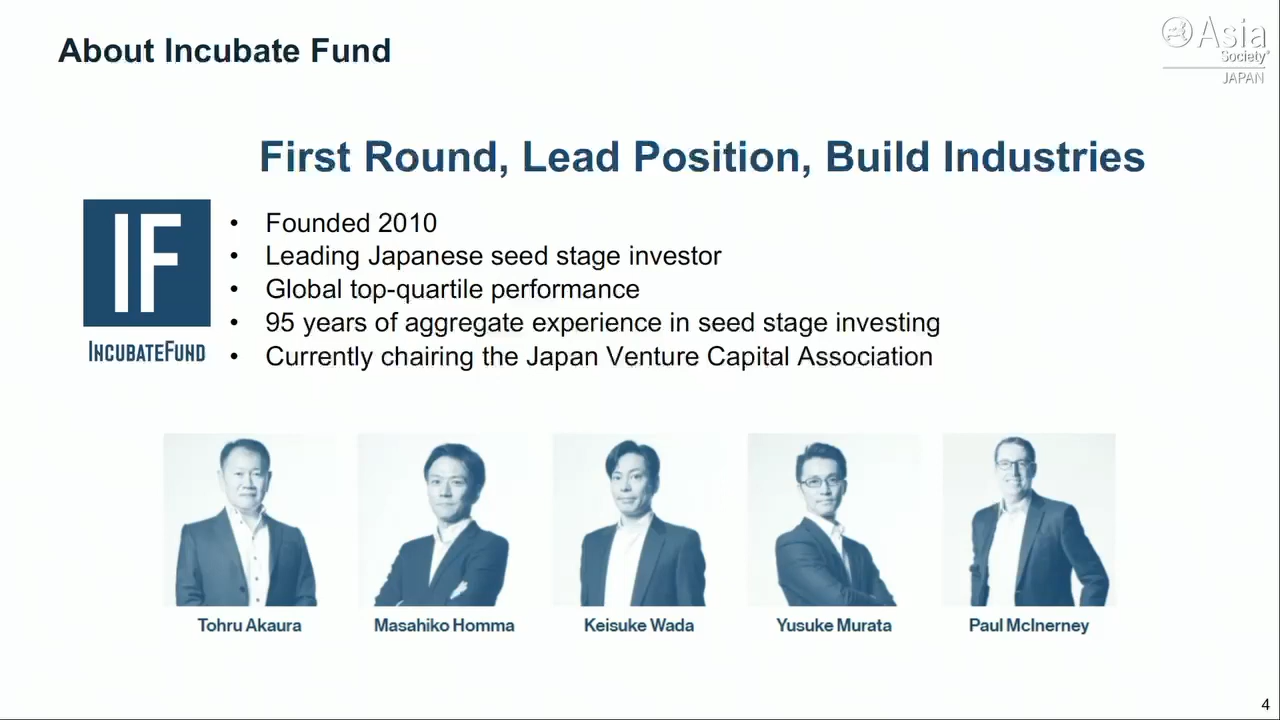 About Incubate Fund
Asia
Society
JAPAN
First Round, Lead Position, Build Industries
IF
INCUBATEFUND
• Founded 2010
• Leading Japanese seed stage investor
• Global top-quartile performance
• 95 years of aggregate experience in seed stage investing
• Currently chairing the Japan Venture Capital Association
Tohru Akaura
Masahiko Homma
Keisuke Wada
Yusuke Murata
Paul McInerney
4